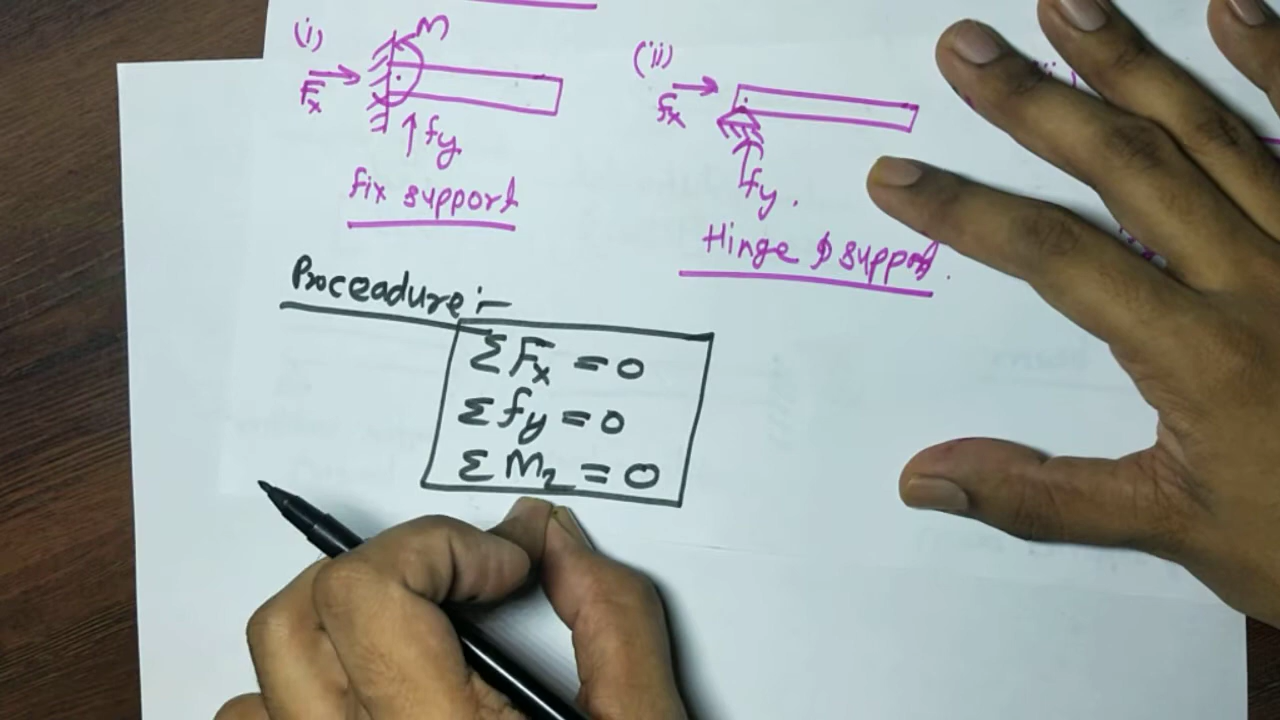 (i)
M
Fx
fy
fix support
(ii)
fx
fy.
Hinge support.
Proceadure :-
ΣFx = 0
Σfy = 0
ΣMz = 0